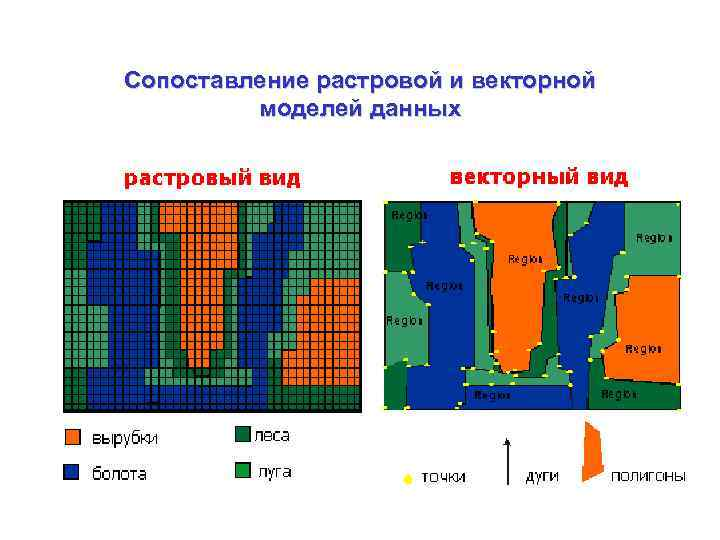 Сопоставление растровой и векторной
моделей данных
растровый вид
векторный вид
Region
Region
Region
Region
Region
Region
Region
Region
Region
вырубки
леса
болота
луга
точки
дуги
полигоны